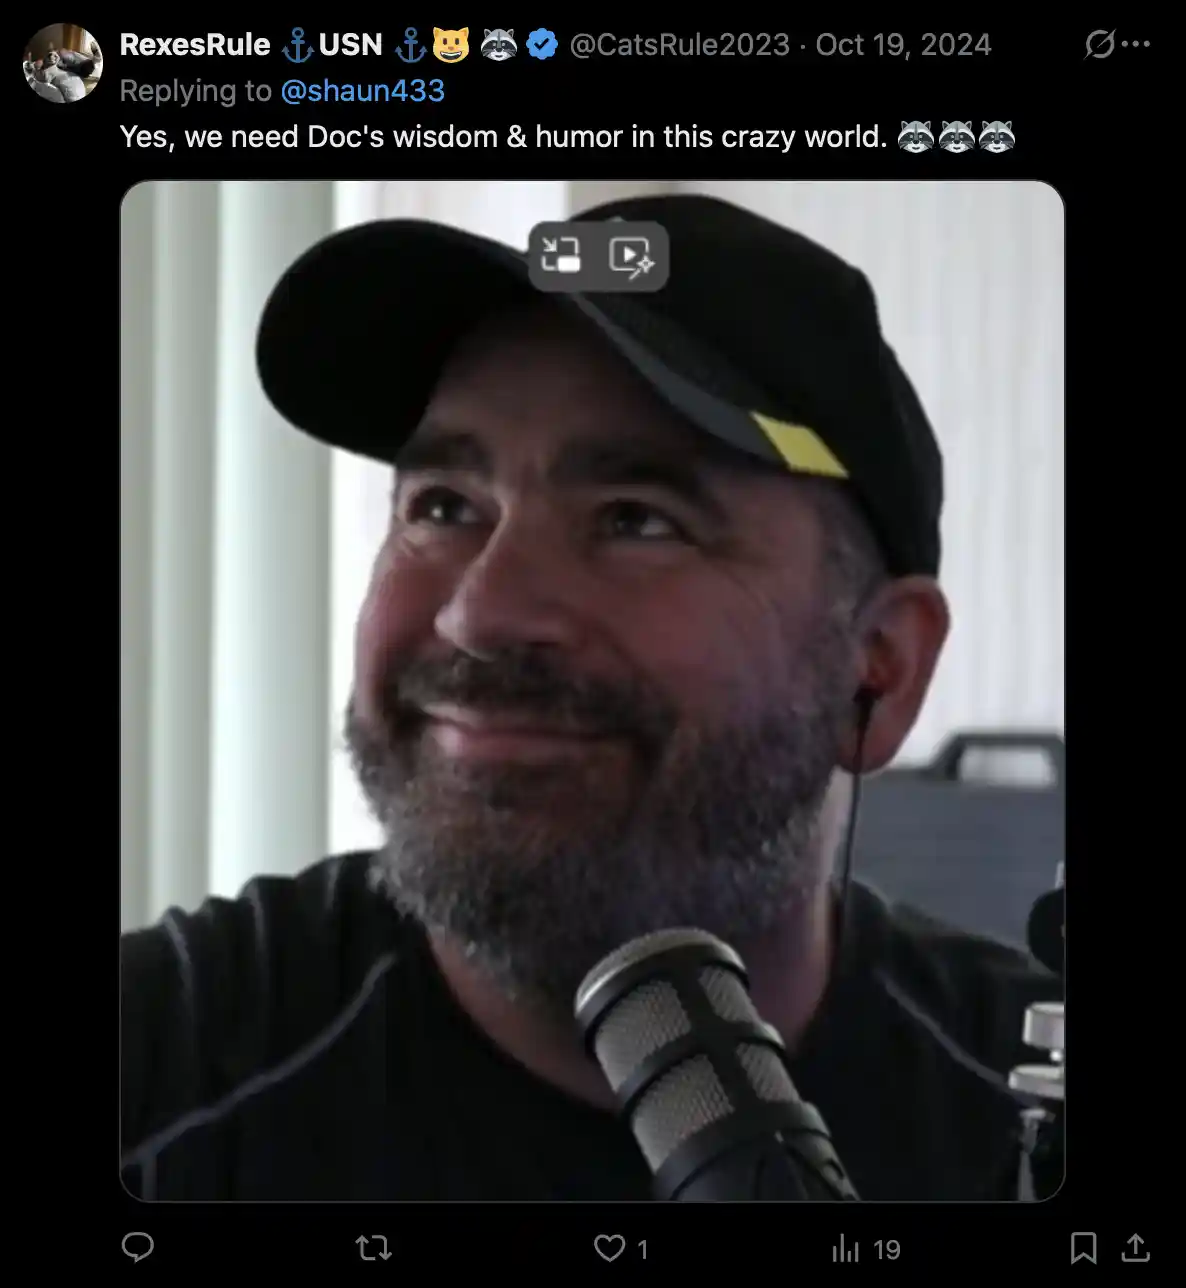 RexesRule ⚓USN ⚓😺 🦝 @CatsRule2023 · Oct 19, 2024
Replying to @shaun433
Yes, we need Doc's wisdom & humor in this crazy world. 🦝🦝🦝
1 19